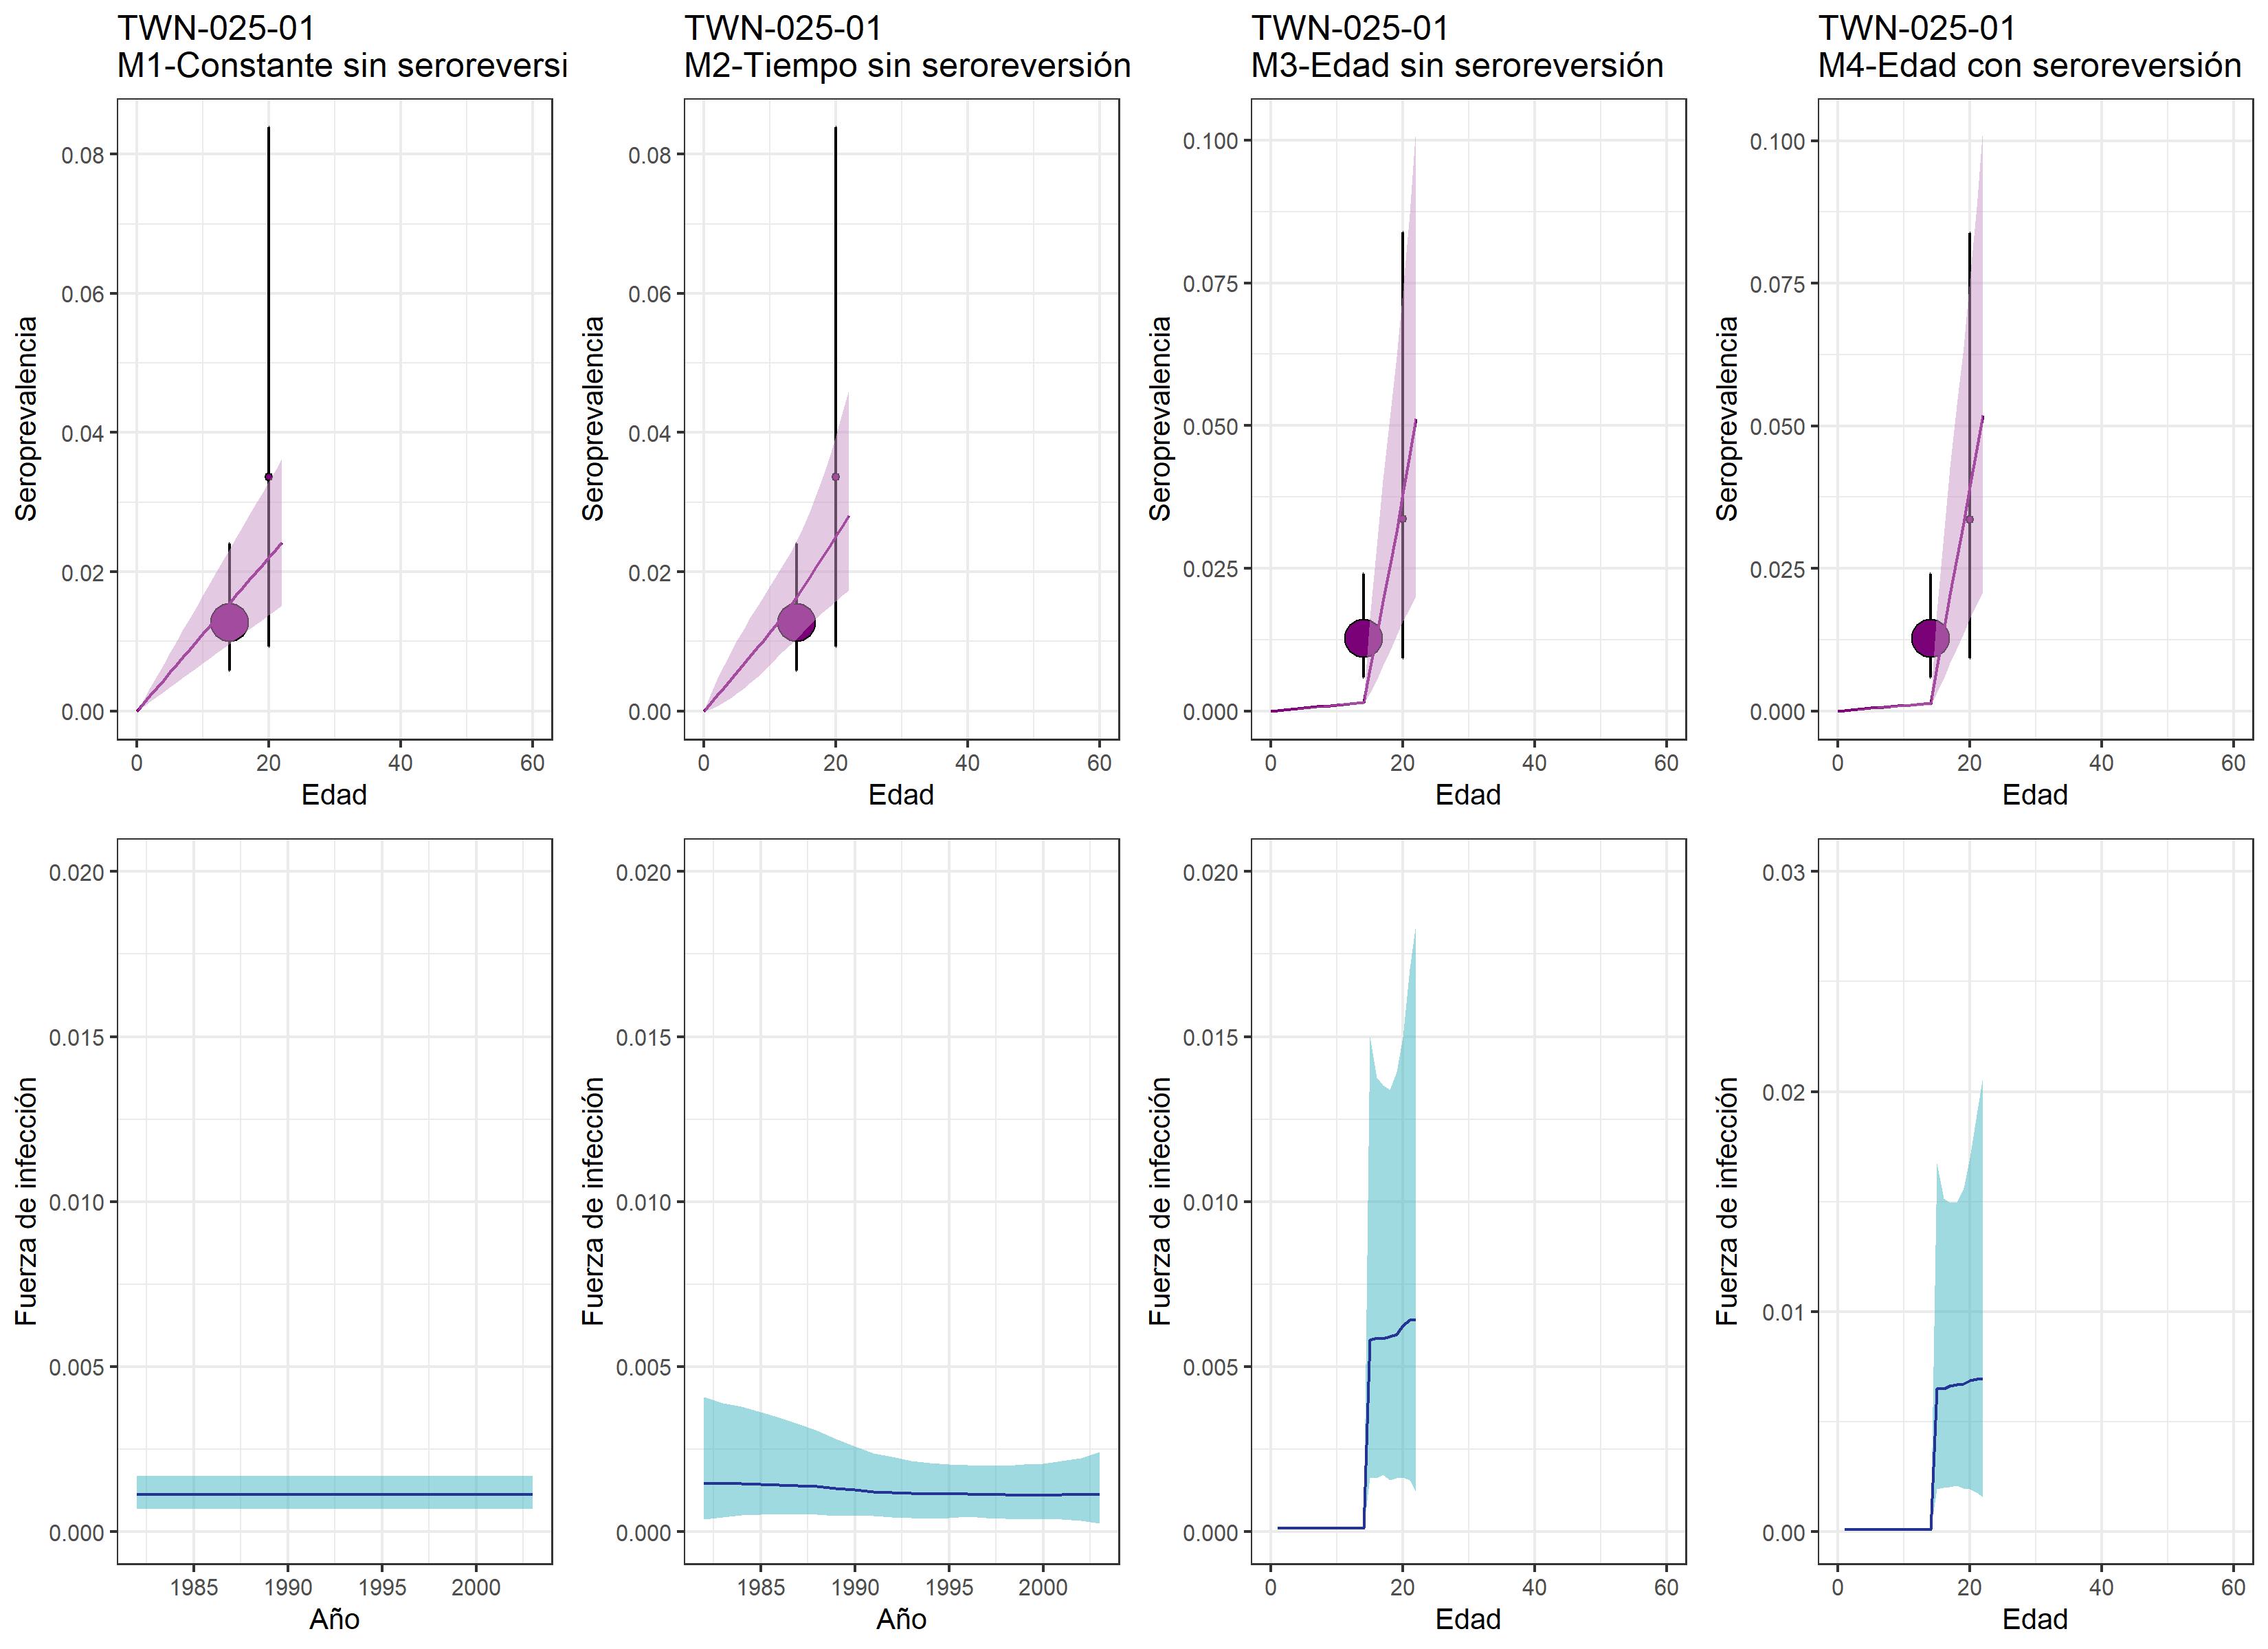 TWN-025-01
M1-Constante sin seroreversi
TWN-025-01
M2-Tiempo sin seroreversión
TWN-025-01
M3-Edad sin seroreversión
TWN-025-01
M4-Edad con seroreversión
Seroprevalencia
0.08
0.06
0.04
0.02
0.00
0 20 40 60
Edad
Seroprevalencia
0.08
0.06
0.04
0.02
0.00
0 20 40 60
Edad
Seroprevalencia
0.100
0.075
0.050
0.025
0.000
0 20 40 60
Edad
Seroprevalencia
0.100
0.075
0.050
0.025
0.000
0 20 40 60
Edad
Fuerza de infección
0.020
0.015
0.010
0.005
0.000
1985 1990 1995 2000
Año
Fuerza de infección
0.020
0.015
0.010
0.005
0.000
1985 1990 1995 2000
Año
Fuerza de infección
0.020
0.015
0.010
0.005
0.000
0 20 40 60
Edad
Fuerza de infección
0.03
0.02
0.01
0.00
0 20 40 60
Edad